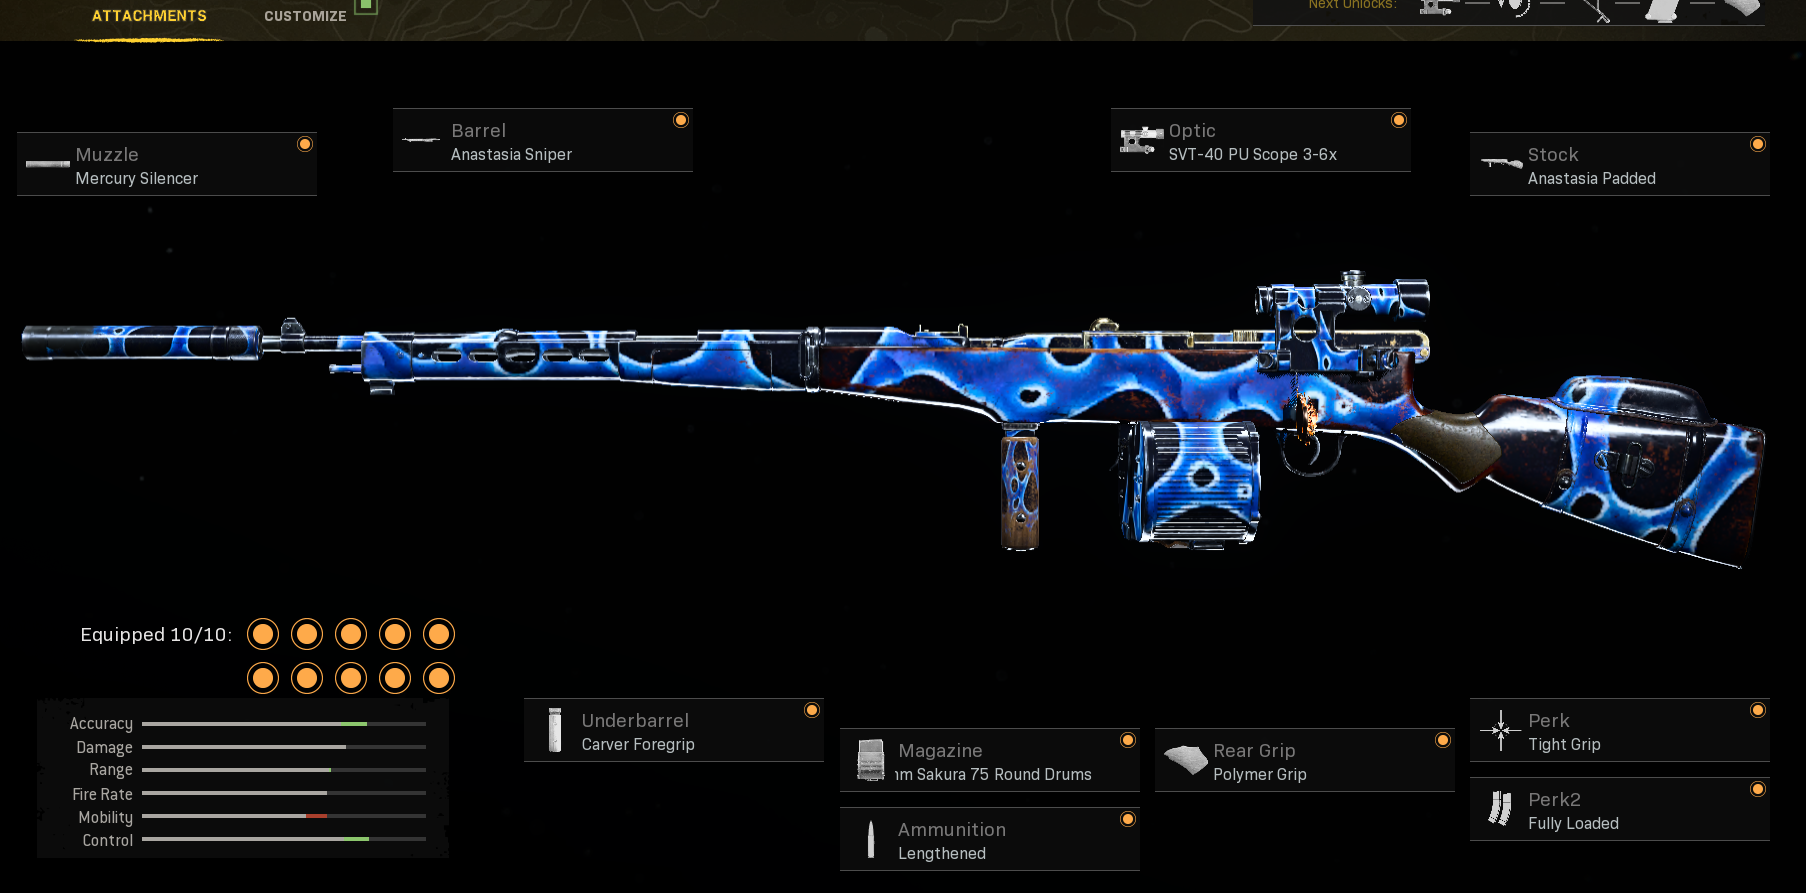 ATTACHMENTS
CUSTOMIZE
Next Unlocks:
Muzzle
Mercury Silencer
Barrel
Anastasia Sniper
Optic
SVT-40 PU Scope 3-6x
Stock
Anastasia Padded
Equipped 10/10:
Accuracy
Damage
Range
Fire Rate
Mobility
Control
Underbarrel
Carver Foregrip
Magazine
m Sakura 75 Round Drums
Ammunition
Lengthened
Rear Grip
Polymer Grip
Perk
Tight Grip
Perk2
Fully Loaded